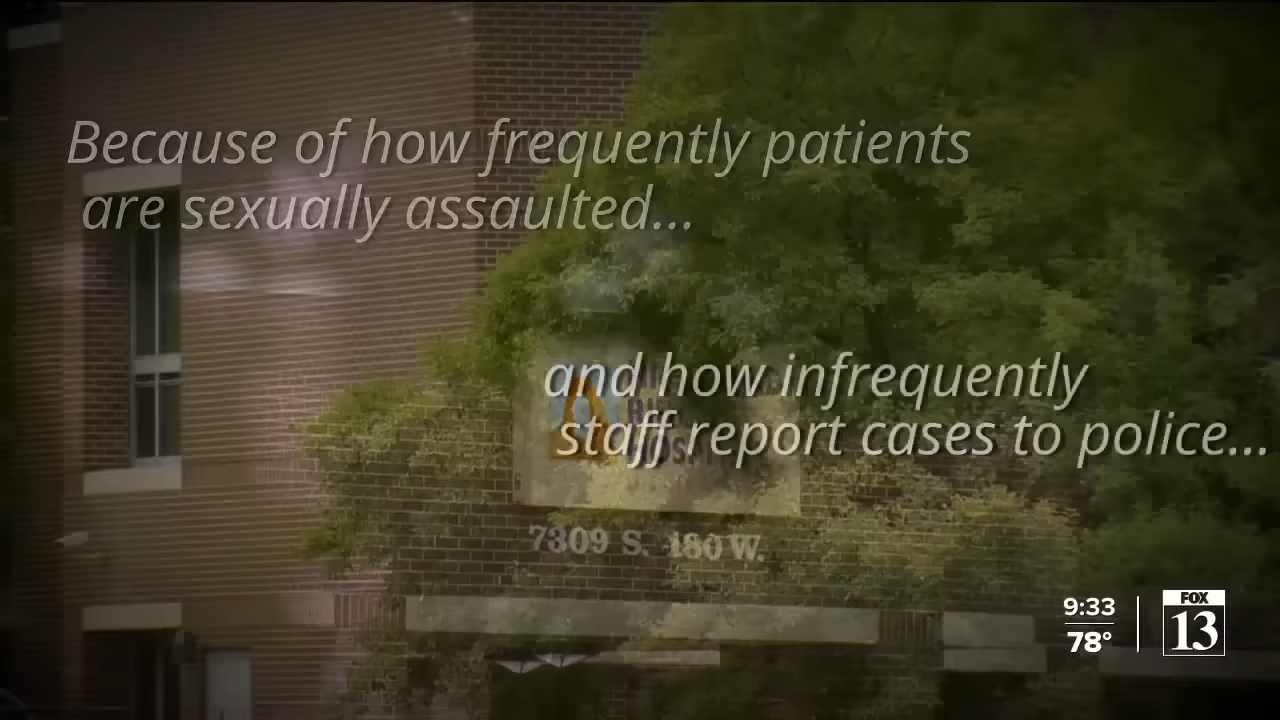 Because of how frequently patients
are sexually assaulted...
and how infrequently
staff report cases to police...
7309 S. 180 W.
9:33
78°
FOX
13